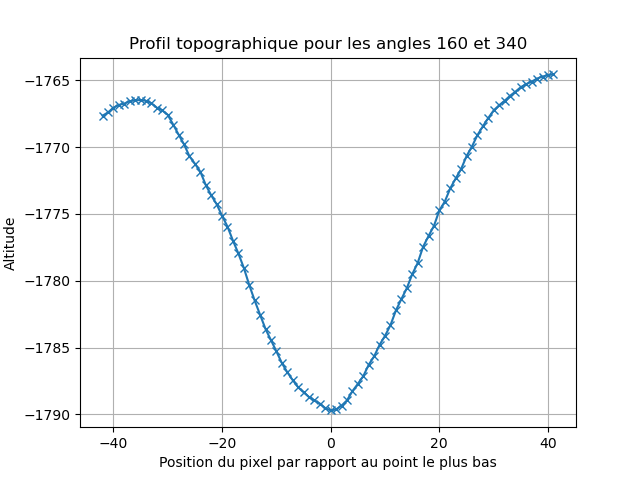 Profil topographique pour les angles 160 et 340
−1765
−1770
−1775
−1780
−1785
−1790
Altitude
−40 −20 0 20 40
Position du pixel par rapport au point le plus bas